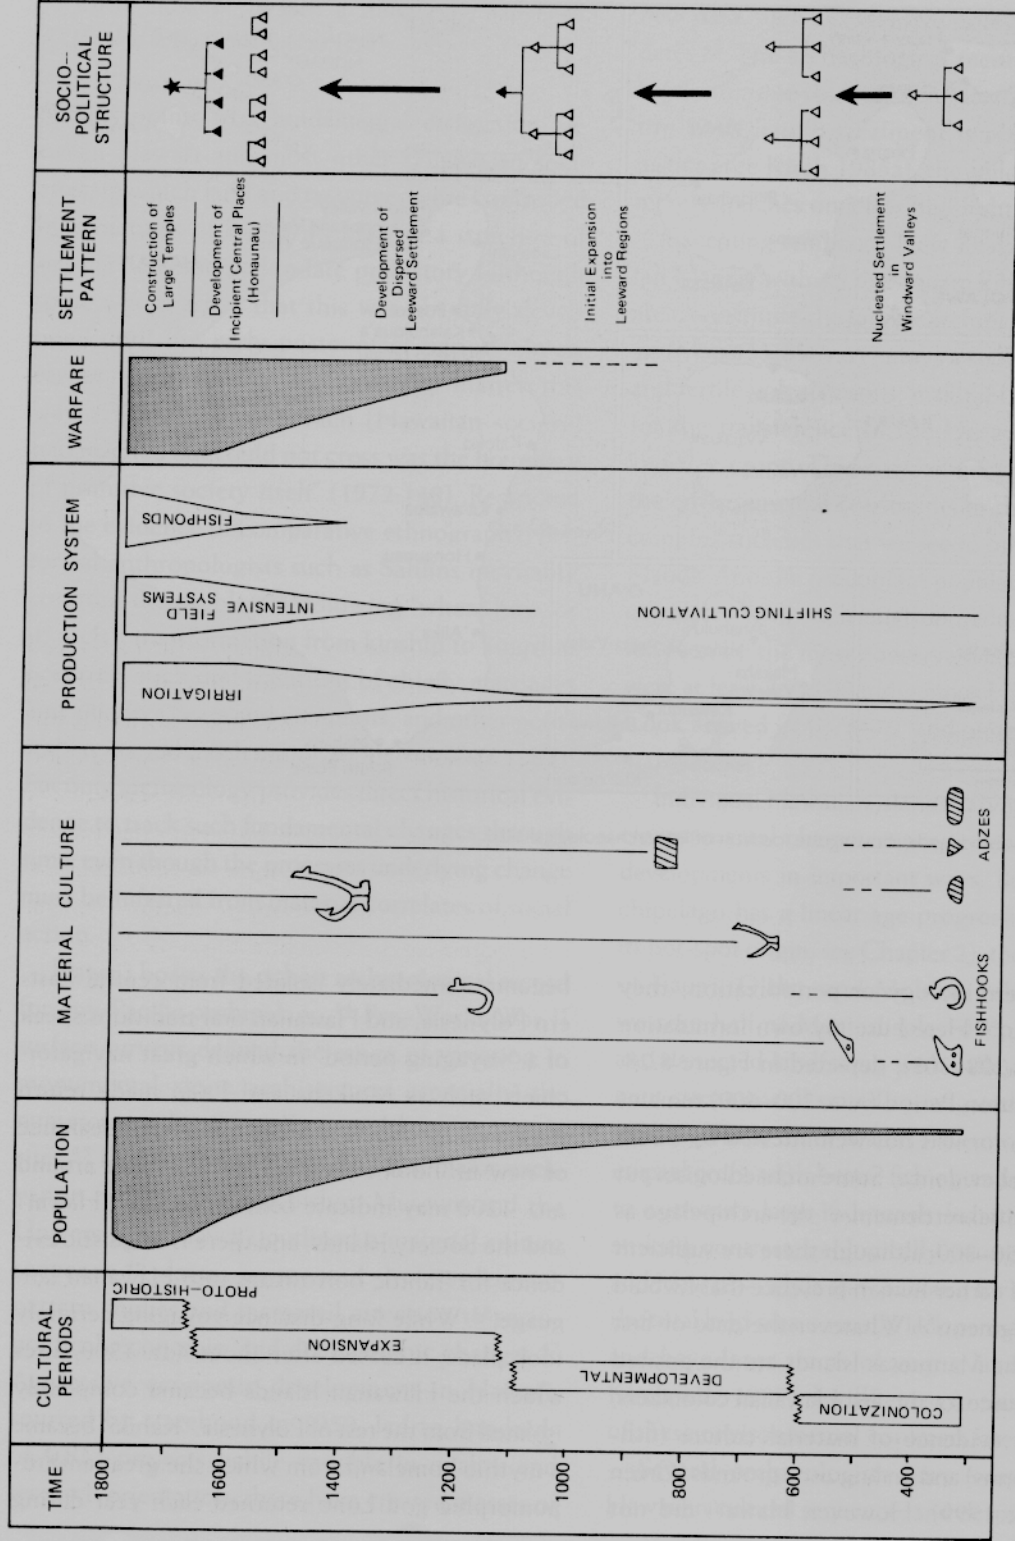 TIME
CULTURAL
PERIODS
POPULATION
MATERIAL CULTURE
PRODUCTION SYSTEM
WARFARE
SETTLEMENT
PATTERN
SOCIO—
POLITICAL
STRUCTURE
1800
1600
1400
1200
1000
800
600
400
PROTO—HISTORIC
EXPANSION
DEVELOPMENTAL
COLONIZATION
FISHHOOKS
ADZES
IRRIGATION
INTENSIVE
FIELD
SYSTEMS
FISHPONDS
SHIFTING CULTIVATION
Construction of
Large Temples
Development of
Incipient Central Places
(Honaunau)
Development of
Dispersed
Leeward Settlement
Initial Expansion
into
Leeward Regions
Nucleated Settlement
in
Windward Valleys